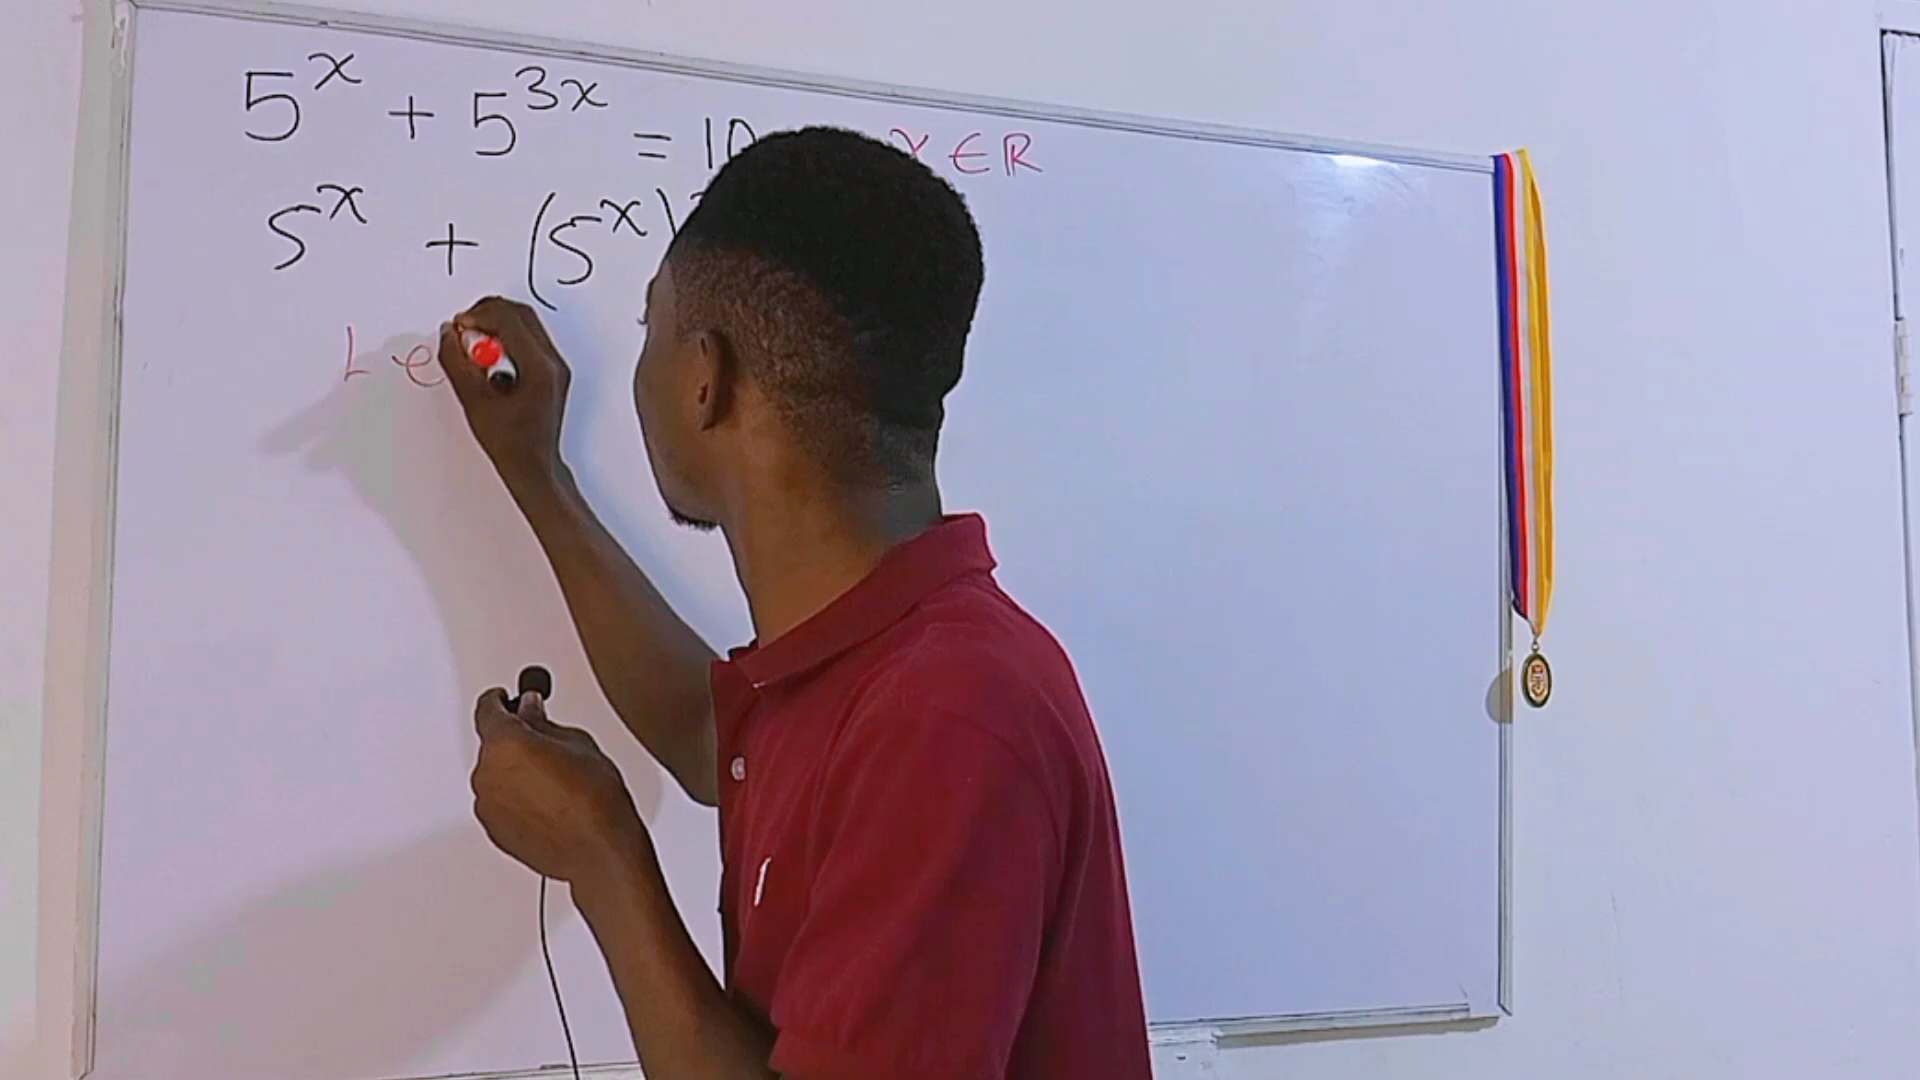 5^x + 5^{3x} = 10 x ∈ ℝ
5^x + (5^x)
Le